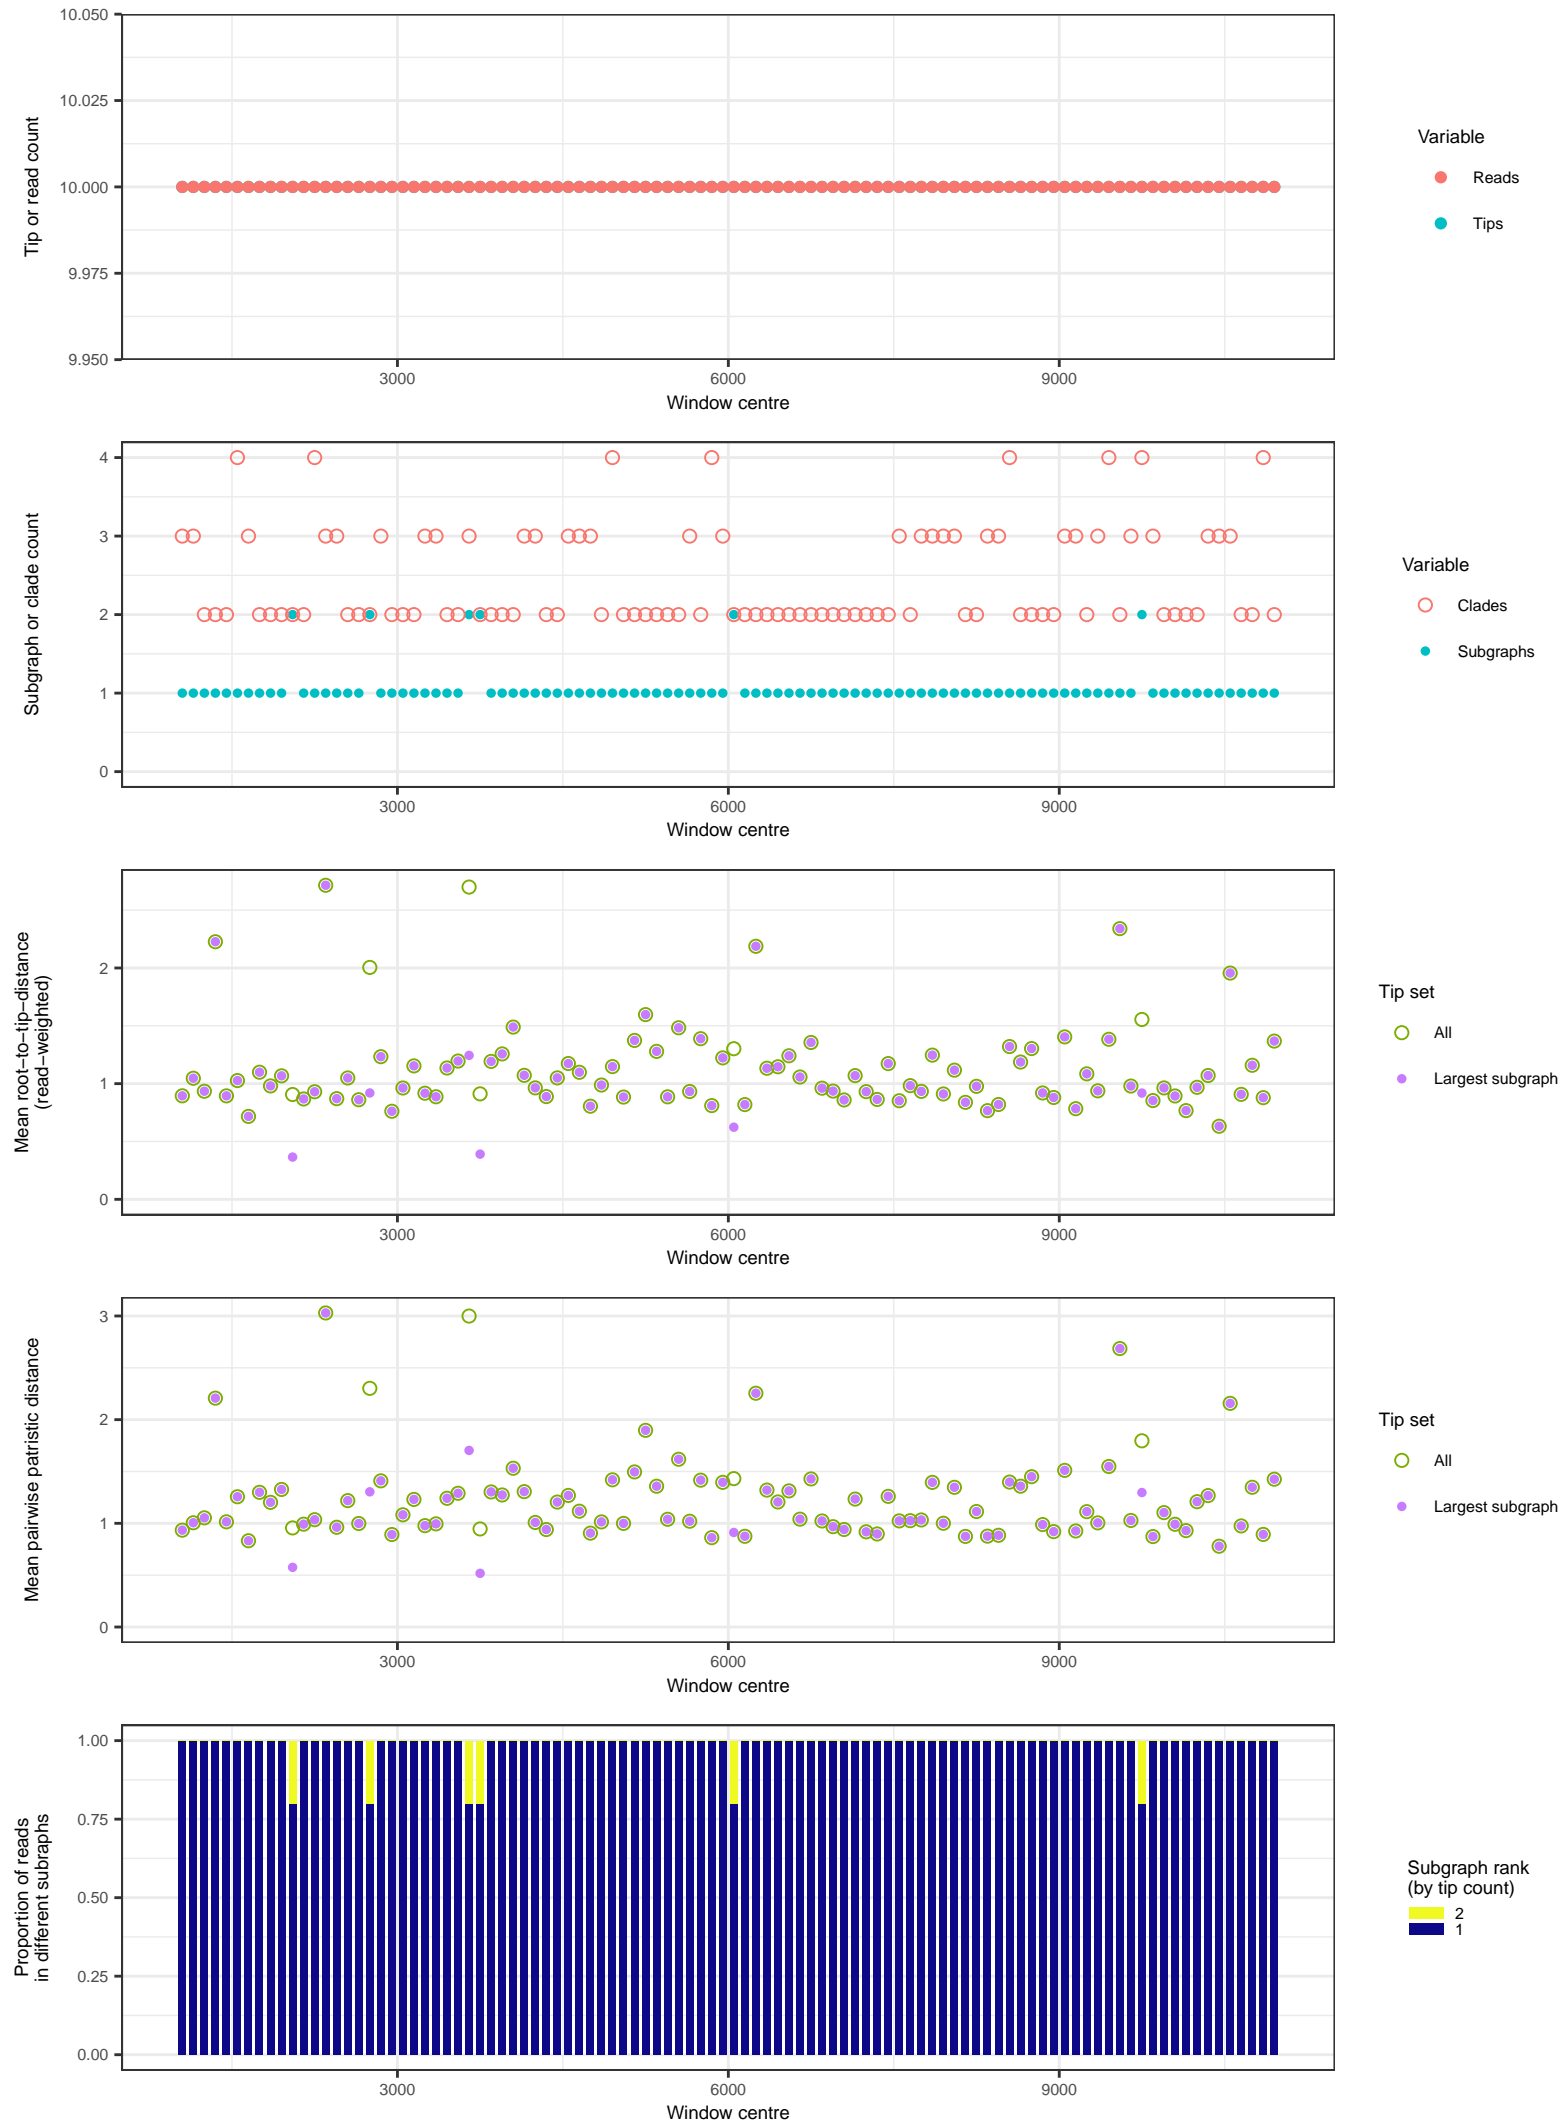 10.050
10.025
10.000
9.975
9.950
Tip or read count
3000 6000 9000
Window centre
Variable
Reads
Tips
4
3
2
1
0
Subgraph or clade count
3000 6000 9000
Window centre
Variable
Clades
Subgraphs
2
1
0
Mean root−to−tip−distance
(read−weighted)
3000 6000 9000
Window centre
Tip set
All
Largest subgraph
3
2
1
0
Mean pairwise patristic distance
3000 6000 9000
Window centre
Tip set
All
Largest subgraph
1.00
0.75
0.50
0.25
0.00
Proportion of reads
in different subraphs
3000 6000 9000
Window centre
Subgraph rank
(by tip count)
2
1